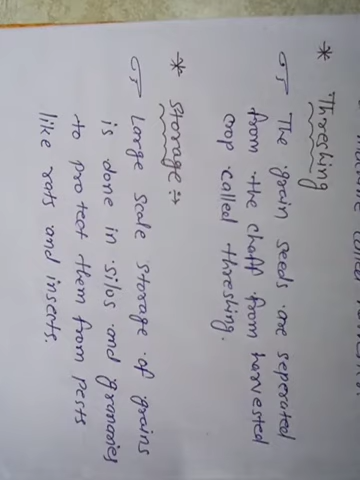 * Threshing
The grain seeds are seperated
from the chaff from harvested
crop called threshing.
* Storage :-
Large scale storage of grains
is done in silos and granaries
to protect them from pests
like rats and insects.